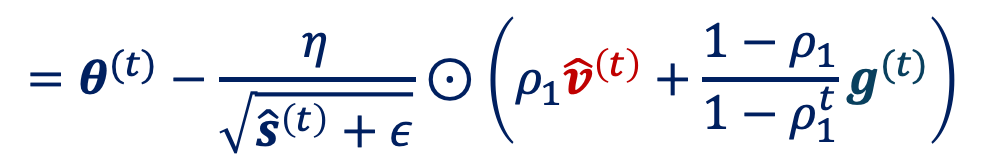 = θ^(t) − η / √(ŝ^(t) + ϵ) ⊙ (ρ₁ v̂^(t) + (1 − ρ₁) / (1 − ρ₁^t) g^(t))